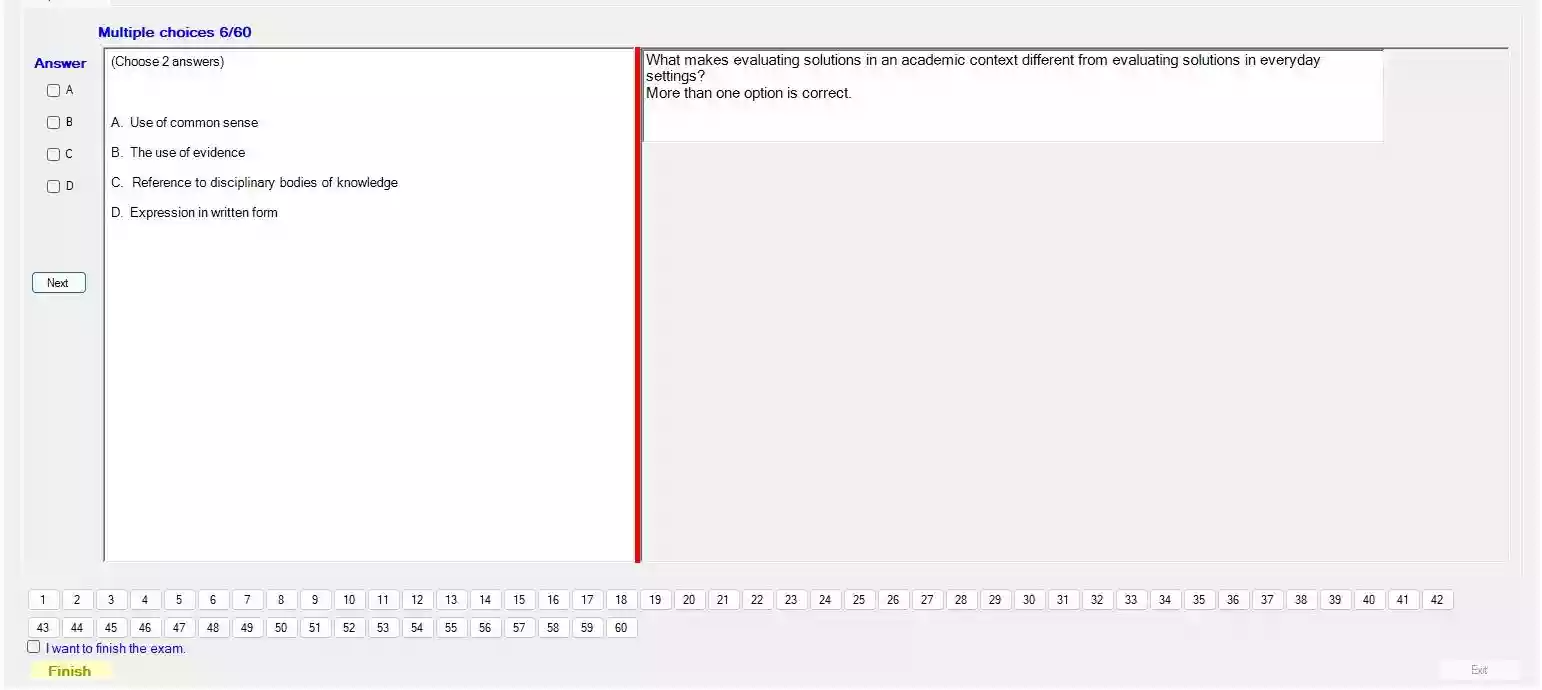 Multiple choices 6/60
Answer
A
B
C
D
Next
(Choose 2 answers)
A. Use of common sense
B. The use of evidence
C. Reference to disciplinary bodies of knowledge
D. Expression in written form
What makes evaluating solutions in an academic context different from evaluating solutions in everyday
settings?
More than one option is correct.
1 2 3 4 5 6 7 8 9 10 11 12 13 14 15 16 17 18 19 20 21 22 23 24 25 26 27 28 29 30 31 32 33 34 35 36 37 38 39 40 41 42
43 44 45 46 47 48 49 50 51 52 53 54 55 56 57 58 59 60
I want to finish the exam.
Finish
Exit